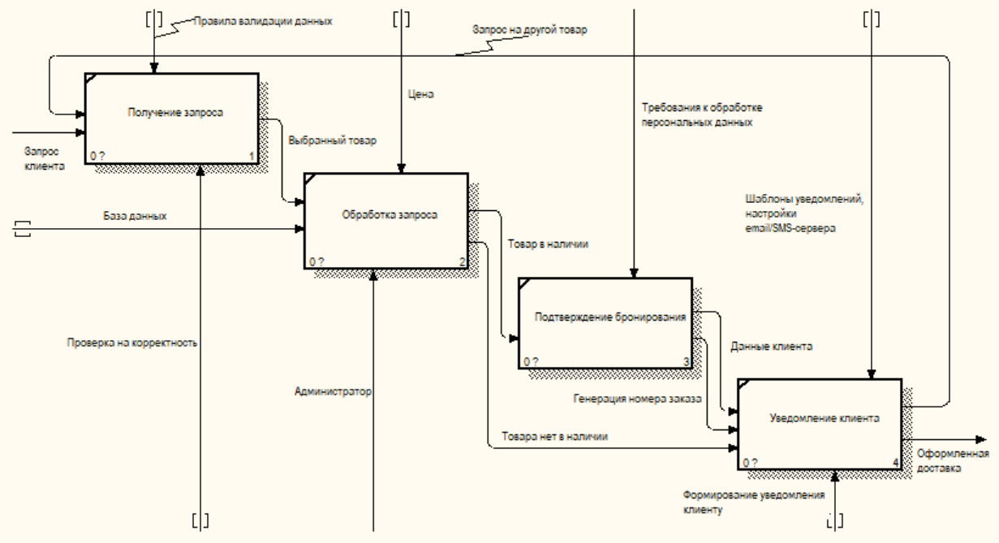 Правила валидации данных
Запрос на другой товар
Цена
Получение запроса
0 ?
1
Требования к обработке
персональных данных
Выбранный товар
Запрос
клиента
База данных
Обработка запроса
0 ?
2
Шаблоны уведомлений,
настройки
email/SMS-сервера
Товар в наличии
Подтверждение бронирования
0 ?
3
Проверка на корректность
Данные клиента
Администратор
Генерация номера заказа
Уведомление клиента
0 ?
4
Товара нет в наличии
Оформленная
доставка
Формирование уведомления
клиенту